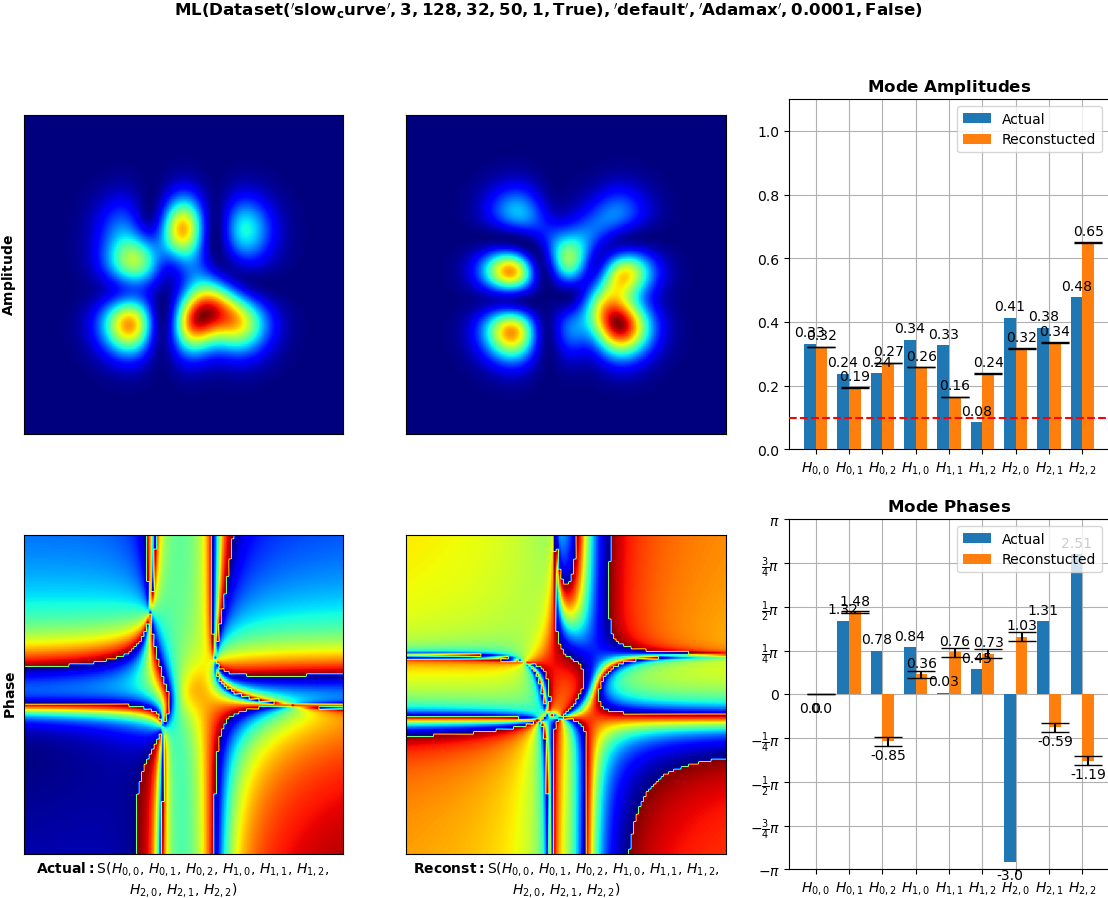 ML(Dataset('slow_curve', 3, 128, 32, 50, 1, True), 'default', 'Adamax', 0.0001, False)
Amplitude
Mode Amplitudes
Actual
Reconstucted
1.0
0.8
0.6
0.4
0.2
0.0
0.33
0.32
0.24
0.19
0.24
0.27
0.34
0.26
0.33
0.16
0.08
0.24
0.41
0.32
0.38
0.34
0.48
0.65
H0,0 H0,1 H0,2 H1,0 H1,1 H1,2 H2,0 H2,1 H2,2
Phase
Mode Phases
Actual
Reconstucted
π
3/4π
1/2π
1/4π
0
−1/4π
−1/2π
−3/4π
−π
0.0
0.0
1.32
1.48
0.78
-0.85
0.84
0.36
0.03
0.76
0.45
0.73
-3.0
1.03
1.31
-0.59
2.51
-1.19
H0,0 H0,1 H0,2 H1,0 H1,1 H1,2 H2,0 H2,1 H2,2
Actual: S(H0,0, H0,1, H0,2, H1,0, H1,1, H1,2,
H2,0, H2,1, H2,2)
Reconst: S(H0,0, H0,1, H0,2, H1,0, H1,1, H1,2,
H2,0, H2,1, H2,2)